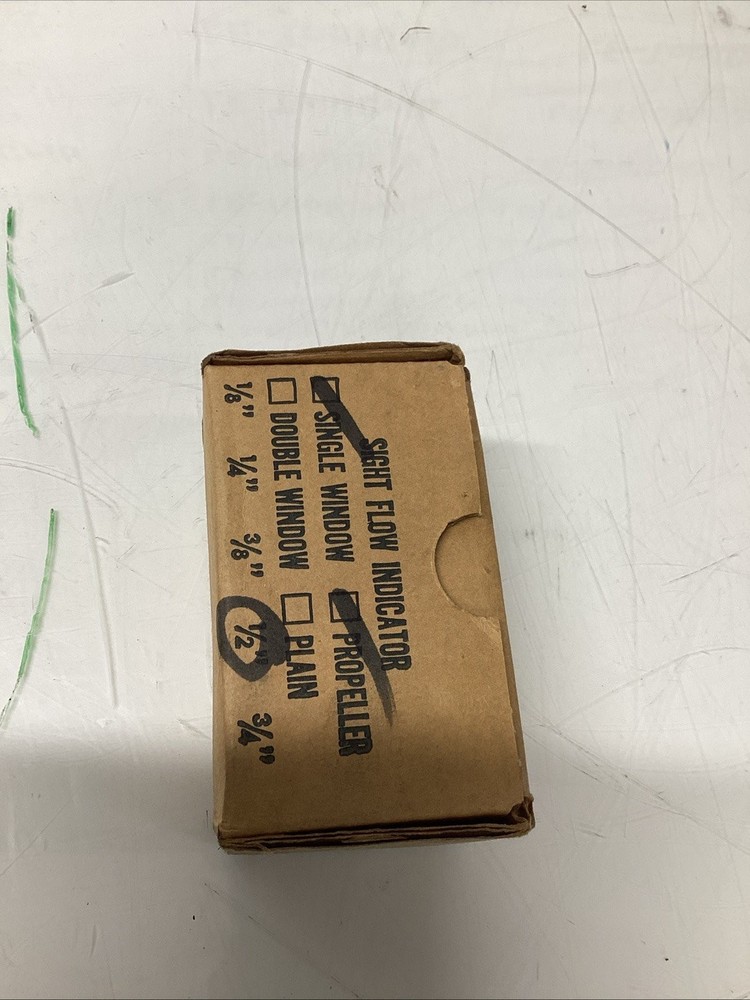 SIGHT FLOW INDICATOR
SINGLE WINDOW PROPELLER
DOUBLE WINDOW PLAIN
1/8” 1/4” 3/8” 1/2” 3/4”